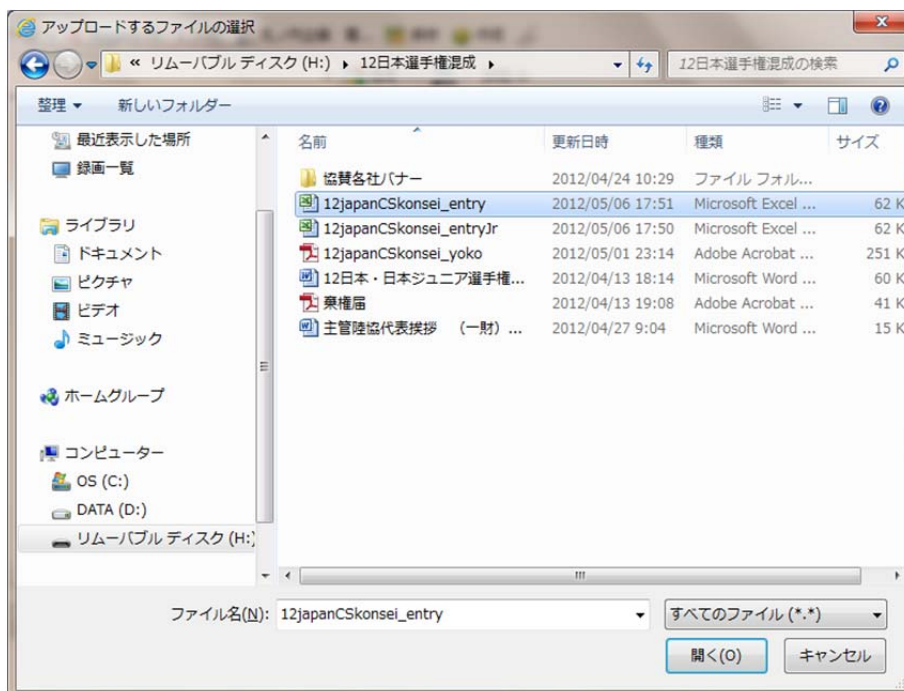 アップロードするファイルの選択
« リムーバブル ディスク (H:) ▸ 12日本選手権混成 ▸
12日本選手権混成の検索
整理 ▼ 新しいフォルダー
最近表示した場所
録画一覧
ライブラリ
ドキュメント
ピクチャ
ビデオ
ミュージック
ホームグループ
コンピューター
OS (C:)
DATA (D:)
リムーバブル ディスク (H:)
名前 更新日時 種類 サイズ
協賛各社バナー 2012/04/24 10:29 ファイル フォル...
12japanCSkonsei_entry 2012/05/06 17:51 Microsoft Excel ... 62 K
12japanCSkonsei_entryJr 2012/05/06 17:50 Microsoft Excel ... 62 K
12japanCSkonsei_yoko 2012/05/01 23:14 Adobe Acrobat ... 251 K
12日本・日本ジュニア選手権... 2012/04/13 18:14 Microsoft Word ... 60 K
棄権届 2012/04/13 19:08 Adobe Acrobat ... 41 K
主管陸協代表挨拶 （一財）... 2012/04/27 9:04 Microsoft Word ... 15 K
ファイル名(N): 12japanCSkonsei_entry すべてのファイル (*.*)
開く(O) キャンセル